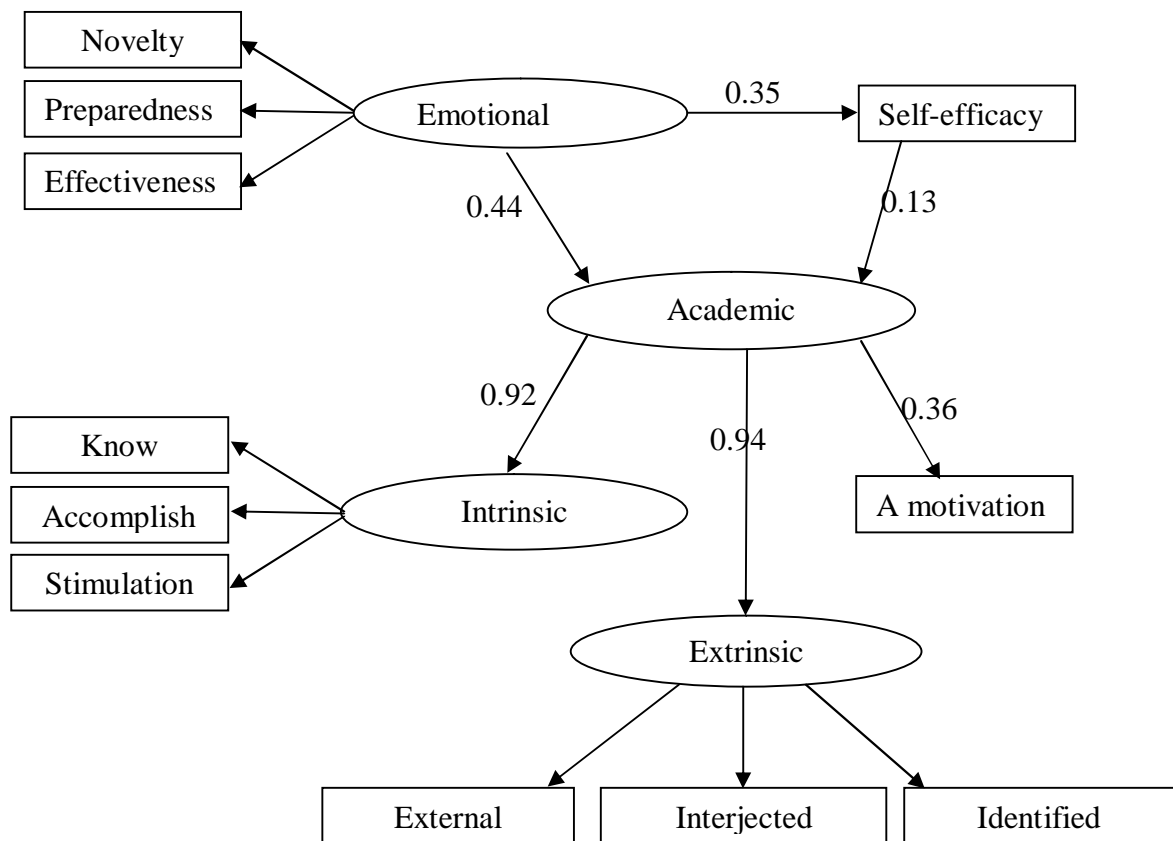 Novelty
Preparedness
Effectiveness
Emotional
0.35
Self-efficacy
0.44
0.13
Academic
0.92
0.94
0.36
Know
Accomplish
Stimulation
Intrinsic
A motivation
Extrinsic
External
Interjected
Identified